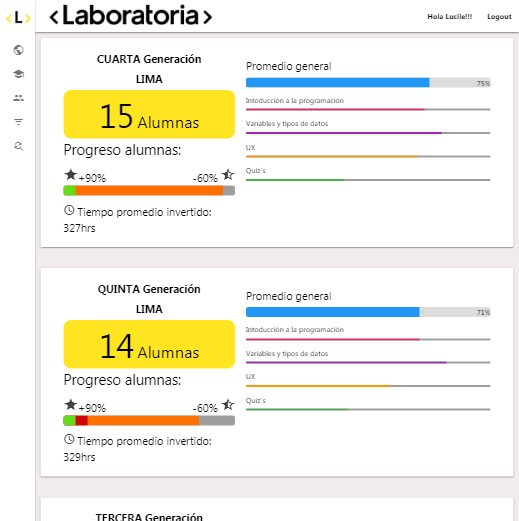 <L>
<Laboratoria>
Hola Lucile!!!
Logout
CUARTA Generación
LIMA
15 Alumnas
Progreso alumnas:
+90%
-60%
Tiempo promedio invertido:
327hrs
Promedio general
75%
Intoducción a la programación
Variables y tipos de datos
UX
Quiz's
QUINTA Generación
LIMA
14 Alumnas
Progreso alumnas:
+90%
-60%
Tiempo promedio invertido:
329hrs
Promedio general
71%
Intoducción a la programación
Variables y tipos de datos
UX
Quiz's
TERCERA Generación